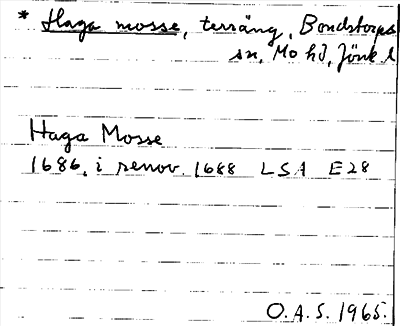 * Haga mosse, terräng, Bondstorps
sn, Mo hd, Jönk l
Haga Mosse
1686, i renov. 1688 LSA E28
O.A.S. 1965.